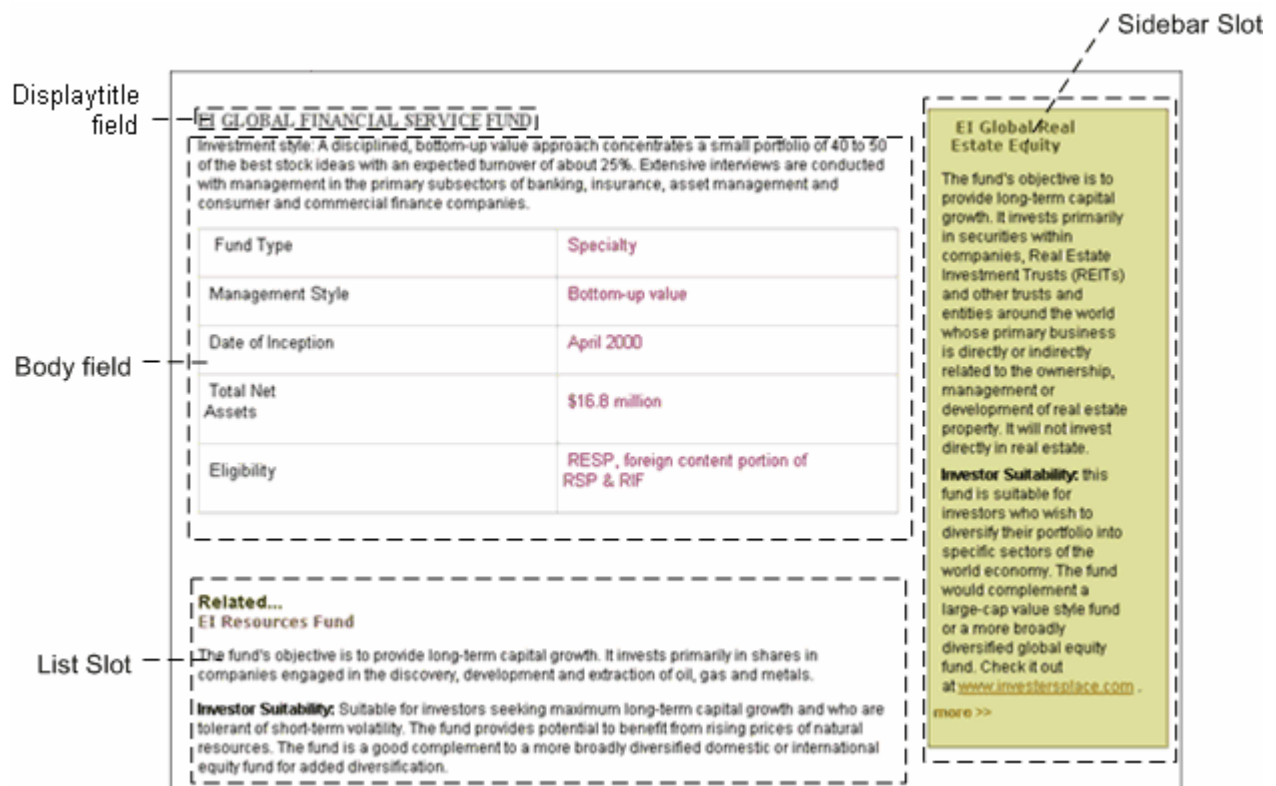 Sidebar Slot
Displaytitle
field
EI GLOBAL FINANCIAL SERVICE FUND
Investment style: A disciplined, bottom-up value approach concentrates a small portfolio of 40 to 50
of the best stock ideas with an expected turnover of about 25%. Extensive interviews are conducted
with management in the primary subsectors of banking, insurance, asset management and
consumer and commercial finance companies.
Fund Type Specialty
Management Style Bottom-up value
Date of Inception April 2000
Total Net
Assets
$16.8 million
Eligibility
RESP, foreign content portion of
RSP & RIF
Body field
List Slot
Related...
EI Resources Fund
The fund's objective is to provide long-term capital growth. It invests primarily in shares in
companies engaged in the discovery, development and extraction of oil, gas and metals.
Investor Suitability: Suitable for investors seeking maximum long-term capital growth and who are
tolerant of short-term volatility. The fund provides potential to benefit from rising prices of natural
resources. The fund is a good complement to a more broadly diversified domestic or international
equity fund for added diversification.
EI Global Real
Estate Equity
The fund's objective is to
provide long-term capital
growth. It invests primarily
in securities within
companies, Real Estate
Investment Trusts (REITs)
and other trusts and
entities around the world
whose primary business
is directly or indirectly
related to the ownership,
management or
development of real estate
property. It will not invest
directly in real estate.
Investor Suitability: this
fund is suitable for
investors who wish to
diversify their portfolio into
specific sectors of the
world economy. The fund
would complement a
large-cap value style fund
or a more broadly
diversified global equity
fund. Check it out
at www.investersplace.com .
more >>